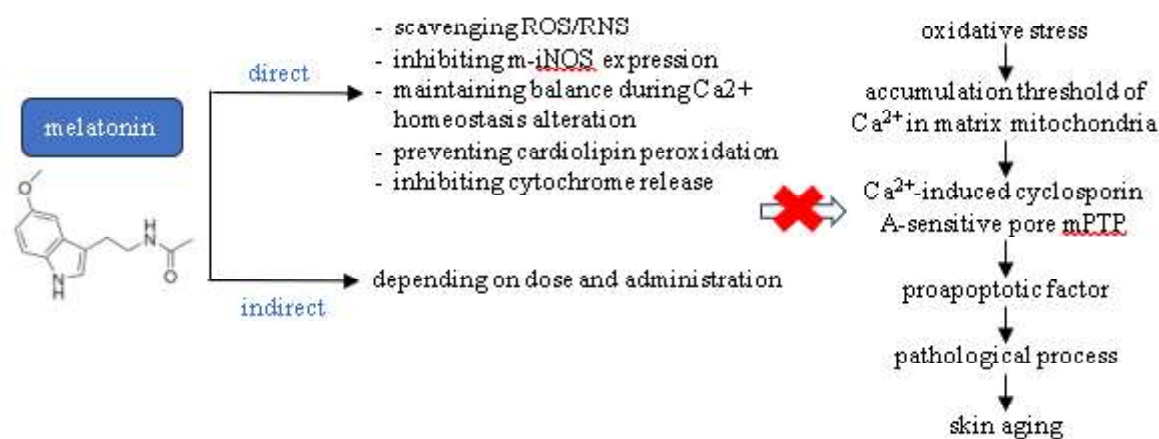 melatonin
O
N
H
NH
O
direct
indirect
- scavenging ROS/RNS
- inhibiting m-iNOS expression
- maintaining balance during Ca2+
homeostasis alteration
- preventing cardiolipin peroxidation
- inhibiting cytochrome release
depending on dose and administration
oxidative stress
accumulation threshold of
Ca²⁺ in matrix mitochondria
Ca²⁺-induced cyclosporin
A-sensitive pore mPTP
proapoptotic factor
pathological process
skin aging